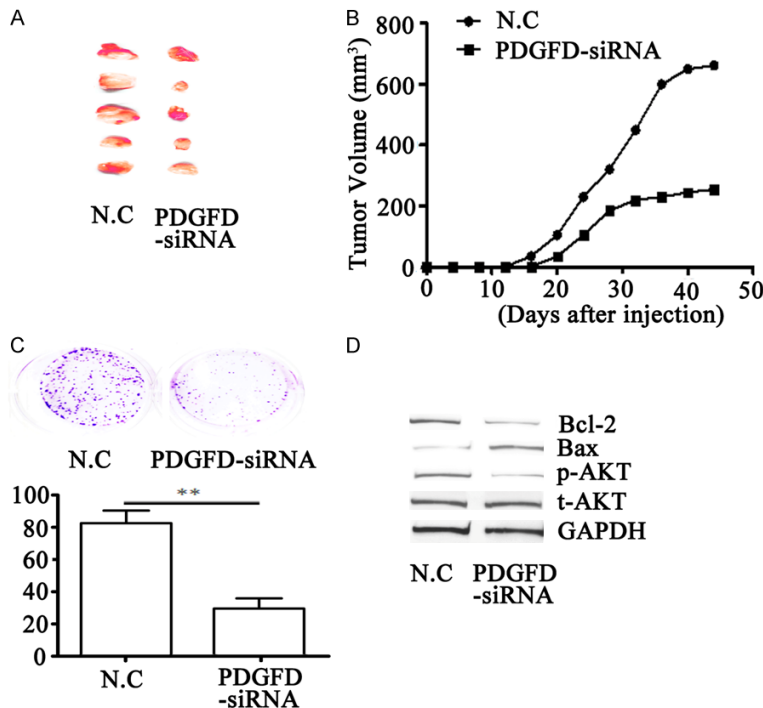 A
N.C
PDGFD
-siRNA
B
N.C
PDGFD-siRNA
Tumor Volume (mm³)
800
600
400
200
0
0
10
20
30
40
50
(Days after injection)
C
N.C
PDGFD-siRNA
**
100
80
60
40
20
0
N.C
PDGFD
-siRNA
D
Bcl-2
Bax
p-AKT
t-AKT
GAPDH
N.C
PDGFD
-siRNA